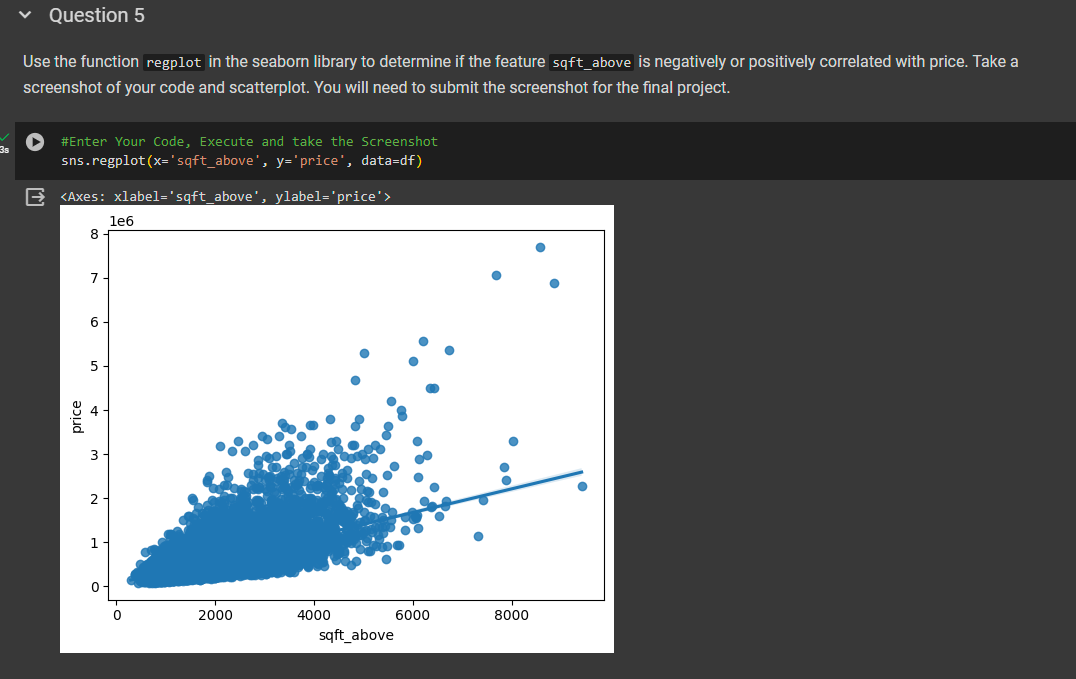 Question 5
Use the function regplot in the seaborn library to determine if the feature sqft_above is negatively or positively correlated with price. Take a
screenshot of your code and scatterplot. You will need to submit the screenshot for the final project.
3s
#Enter Your Code, Execute and take the Screenshot
sns.regplot(x='sqft_above', y='price', data=df)
<Axes: xlabel='sqft_above', ylabel='price'>
1e6
8
7
6
5
4
3
2
1
0
price
0 2000 4000 6000 8000
sqft_above